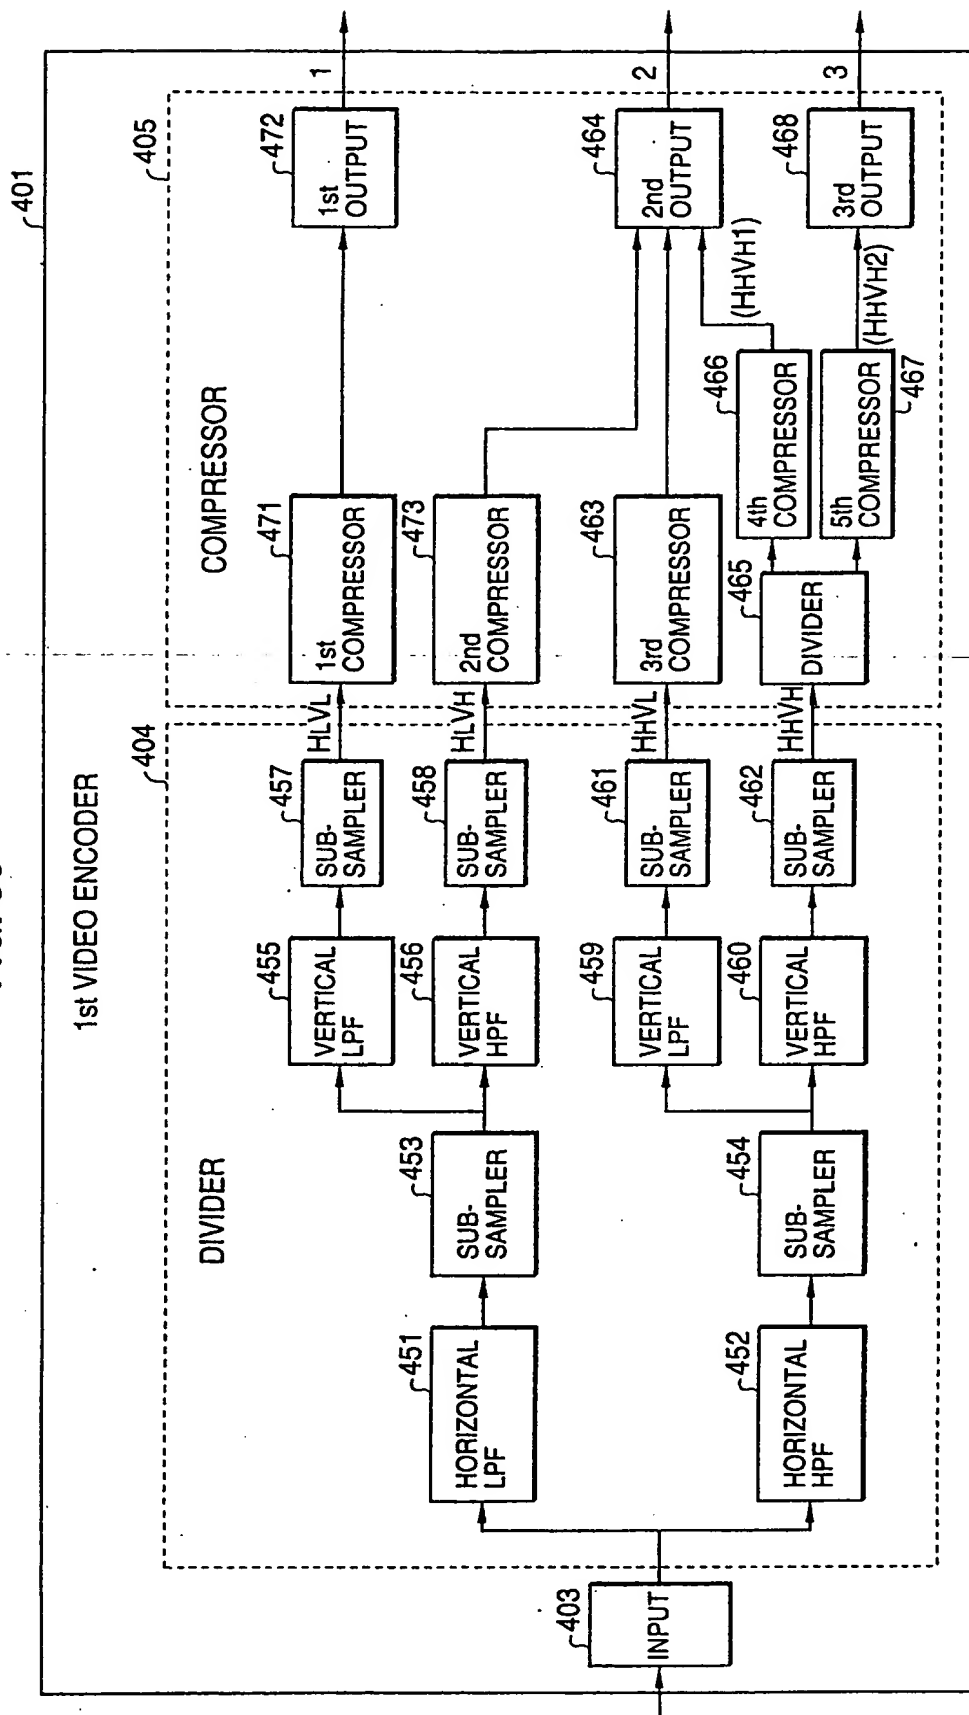 1st VIDEO ENCODER
401
INPUT
403
DIVIDER
404
HORIZONTAL
LPF
451
HORIZONTAL
HPF
452
SUB-
SAMPLER
453
SUB-
SAMPLER
454
VERTICAL
LPF
455
VERTICAL
HPF
456
VERTICAL
LPF
459
VERTICAL
HPF
460
SUB-
SAMPLER
457
SUB-
SAMPLER
458
SUB-
SAMPLER
461
SUB-
SAMPLER
462
HLVL
HLVH
HHVL
HHVH
COMPRESSOR
405
1st
COMPRESSOR
471
2nd
COMPRESSOR
473
3rd
COMPRESSOR
463
DIVIDER
465
4th
COMPRESSOR
466
5th
COMPRESSOR
467
(HHVH1)
(HHVH2)
1st
OUTPUT
472
2nd
OUTPUT
464
3rd
OUTPUT
468
1
2
3